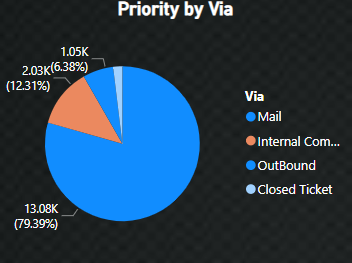 Priority by Via
1.05K
(6.38%)
2.03K
(12.31%)
13.08K
(79.39%)
Via
Mail
Internal Com...
OutBound
Closed Ticket